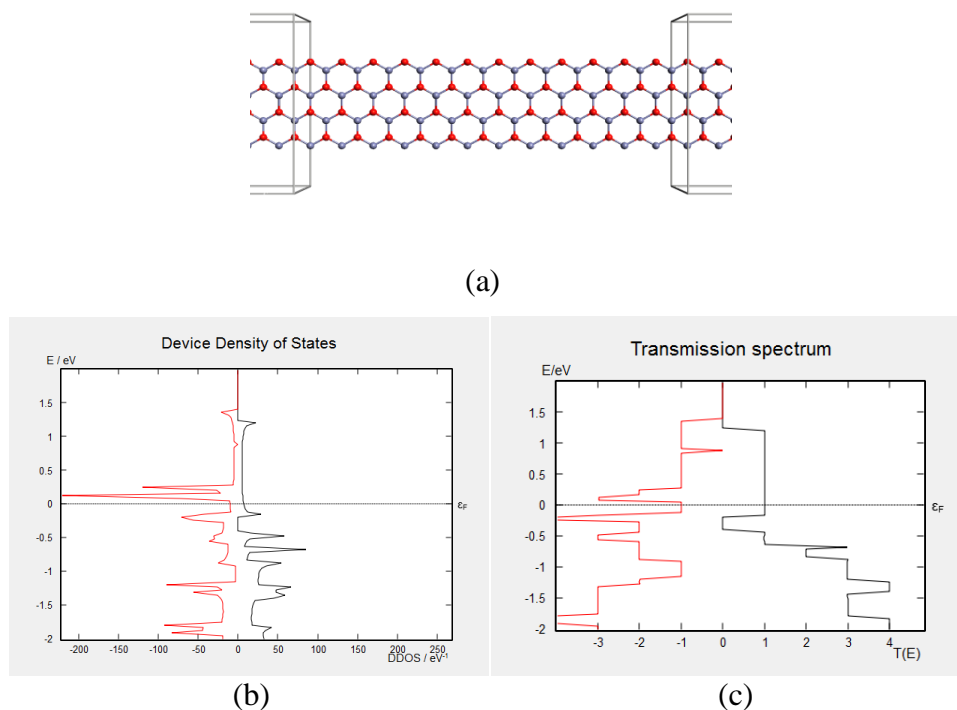 (a)
Device Density of States
E / eV
1.5
1
0.5
0
-0.5
-1
-1.5
-2
εF
-200 -150 -100 -50 0 50 100 150 200 250
DDOS / eV⁻¹
(b)
Transmission spectrum
E/eV
1.5
1
0.5
0
-0.5
-1
-1.5
-2
εF
-3 -2 -1 0 1 2 3 4
T(E)
(c)